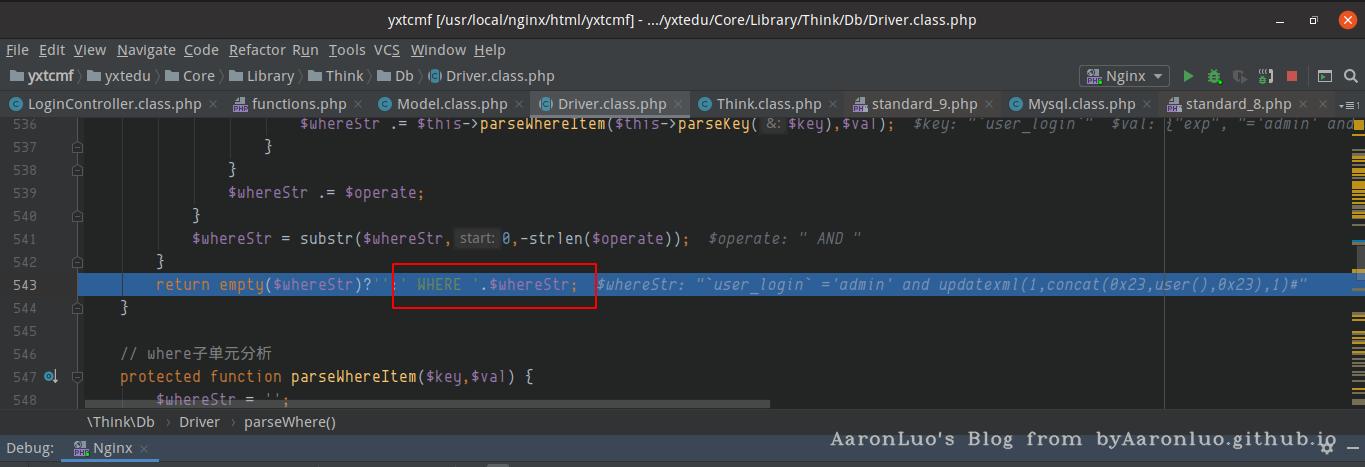 yxtcmf [/usr/local/nginx/html/yxtcmf] - .../yxtedu/Core/Library/Think/Db/Driver.class.php
File Edit View Navigate Code Refactor Run Tools VCS Window Help
yxtcmf yxtedu Core Library Think Db Driver.class.php Nginx
LoginController.class.php functions.php Model.class.php Driver.class.php Think.class.php standard_9.php Mysql.class.php standard_8.php
536 $whereStr .= $this->parseWhereItem($this->parseKey( &: $key),$val); $key: "`user_login`" $val: {"exp", "='admin' and
537 }
538 }
539 $whereStr .= $operate;
540 }
541 $whereStr = substr($whereStr, start: 0,-strlen($operate)); $operate: " AND "
542 }
543 return empty($whereStr)?'':' WHERE '.$whereStr; $whereStr: "`user_login` ='admin' and updatexml(1,concat(0x23,user(),0x23),1)#"
544 }
545
546 // where子单元分析
547 protected function parseWhereItem($key,$val) {
548 $whereStr = '';
\Think\Db › Driver › parseWhere()
Debug: Nginx
AaronLuo's Blog from byAaronluo.github.io